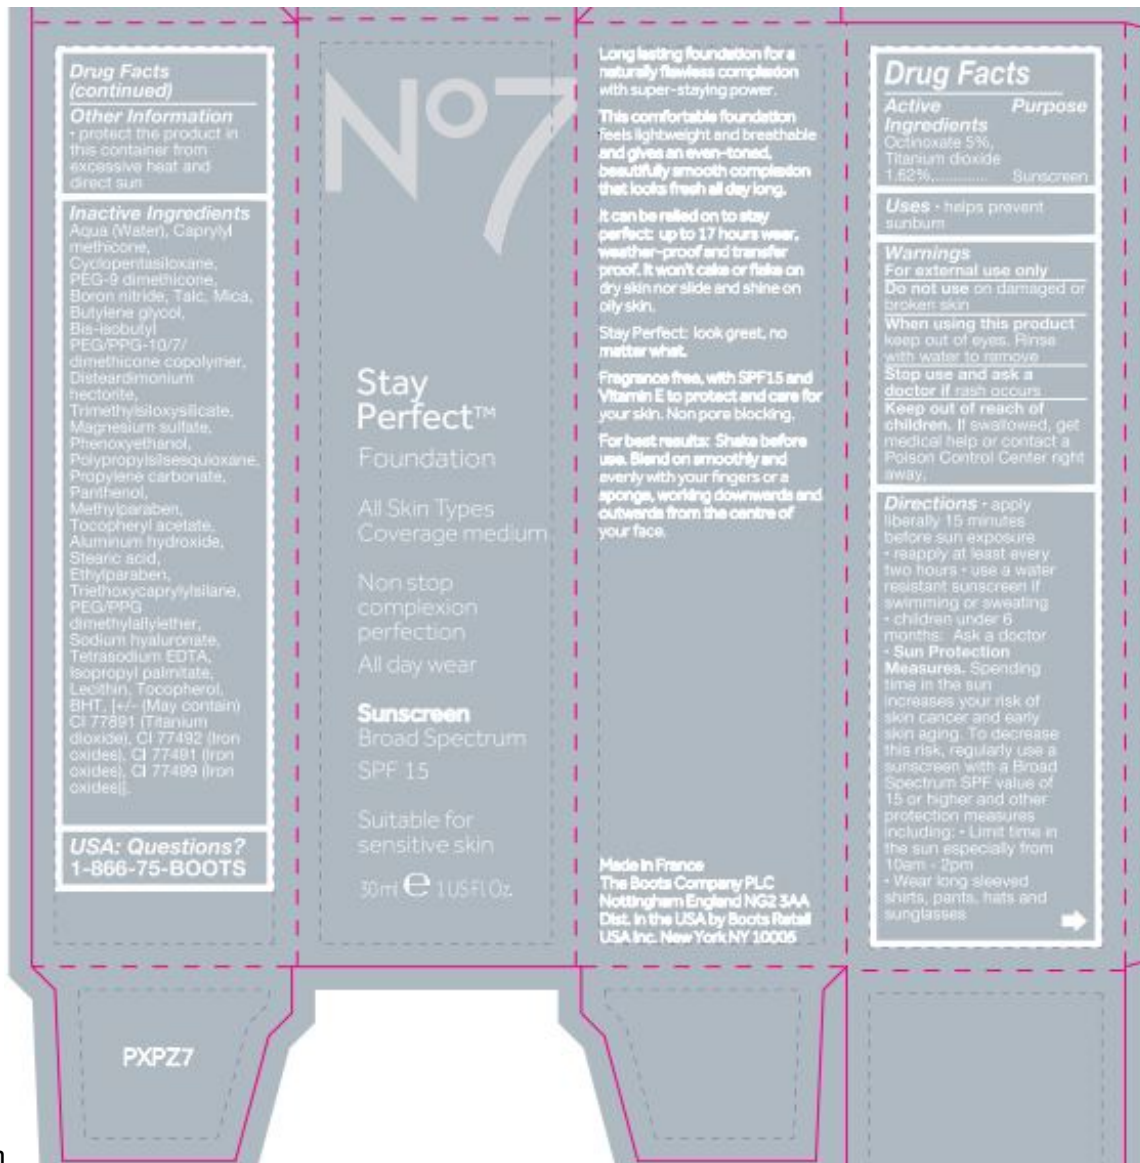 Drug Facts
(continued)
Other Information
• protect the product in
this container from
excessive heat and
direct sun
Inactive Ingredients
Aqua (Water), Caprylyl
methicone,
Cyclopentasiloxane,
PEG-9 dimethicone,
Boron nitride, Talc, Mica,
Butylene glycol,
Bis-isobutyl
PEG/PPG-10/7/
dimethicone copolymer,
Disteardimonium
hectorite,
Trimethylsiloxysilicate,
Magnesium sulfate,
Phenoxyethanol,
Polypropylsilsesquioxane,
Propylene carbonate,
Panthenol,
Methylparaben,
Tocopheryl acetate,
Aluminum hydroxide,
Stearic acid,
Ethylparaben,
Triethoxycaprylylsilane,
PEG/PPG
dimethylallylether,
Sodium hyaluronate,
Tetrasodium EDTA,
Isopropyl palmitate,
Lecithin, Tocopherol,
BHT, [+/- (May contain)
CI 77891 (Titanium
dioxide), CI 77492 (Iron
oxides), CI 77491 (Iron
oxides), CI 77499 (Iron
oxides)].
USA: Questions?
1-866-75-BOOTS
PXPZ7
No7
Stay
Perfect™
Foundation
All Skin Types
Coverage medium
Non stop
complexion
perfection
All day wear
Sunscreen
Broad Spectrum
SPF 15
Suitable for
sensitive skin
30ml ℮ 1 US Fl Oz.
Long lasting foundation for a
naturally flawless complexion
with super-staying power.
This comfortable foundation
feels lightweight and breathable
and gives an even-toned,
beautifully smooth complexion
that looks fresh all day long.
It can be relied on to stay
perfect: up to 17 hours wear,
weather-proof and transfer
proof. It won't cake or flake on
dry skin nor slide and shine on
oily skin.
Stay Perfect: look great, no
matter what.
Fragrance free, with SPF15 and
Vitamin E to protect and care for
your skin. Non pore blocking.
For best results: Shake before
use. Blend on smoothly and
evenly with your fingers or a
sponge, working downwards and
outwards from the centre of
your face.
Made in France
The Boots Company PLC
Nottingham England NG2 3AA
Dist. in the USA by Boots Retail
USA Inc. New York NY 10005
Drug Facts
Active Purpose
Ingredients
Octinoxate 5%,
Titanium dioxide
1.62%............. Sunscreen
Uses • helps prevent
sunburn
Warnings
For external use only
Do not use on damaged or
broken skin
When using this product
keep out of eyes. Rinse
with water to remove
Stop use and ask a
doctor if rash occurs
Keep out of reach of
children. If swallowed, get
medical help or contact a
Poison Control Center right
away.
Directions • apply
liberally 15 minutes
before sun exposure
• reapply at least every
two hours • use a water
resistant sunscreen if
swimming or sweating
• children under 6
months: Ask a doctor
• Sun Protection
Measures. Spending
time in the sun
increases your risk of
skin cancer and early
skin aging. To decrease
this risk, regularly use a
sunscreen with a Broad
Spectrum SPF value of
15 or higher and other
protection measures
including: • Limit time in
the sun especially from
10am - 2pm
• Wear long sleeved
shirts, pants, hats and
sunglasses